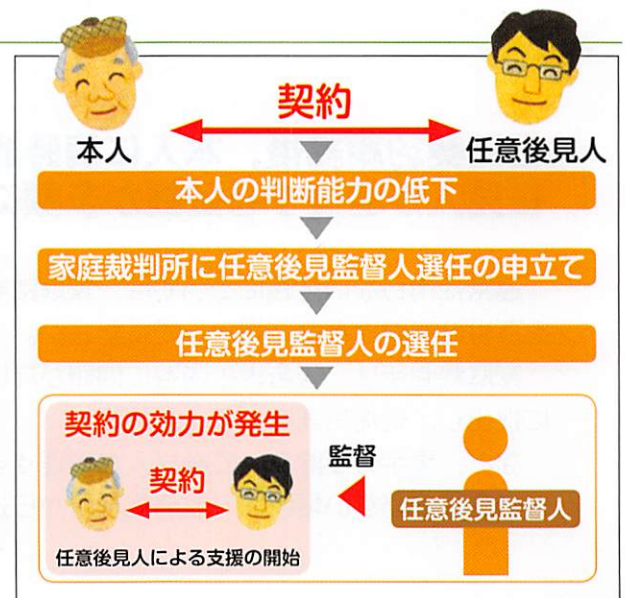 契約
本人
任意後見人
本人の判断能力の低下
家庭裁判所に任意後見監督人選任の申立て
任意後見監督人の選任
契約の効力が発生
契約
任意後見人による支援の開始
監督
任意後見監督人